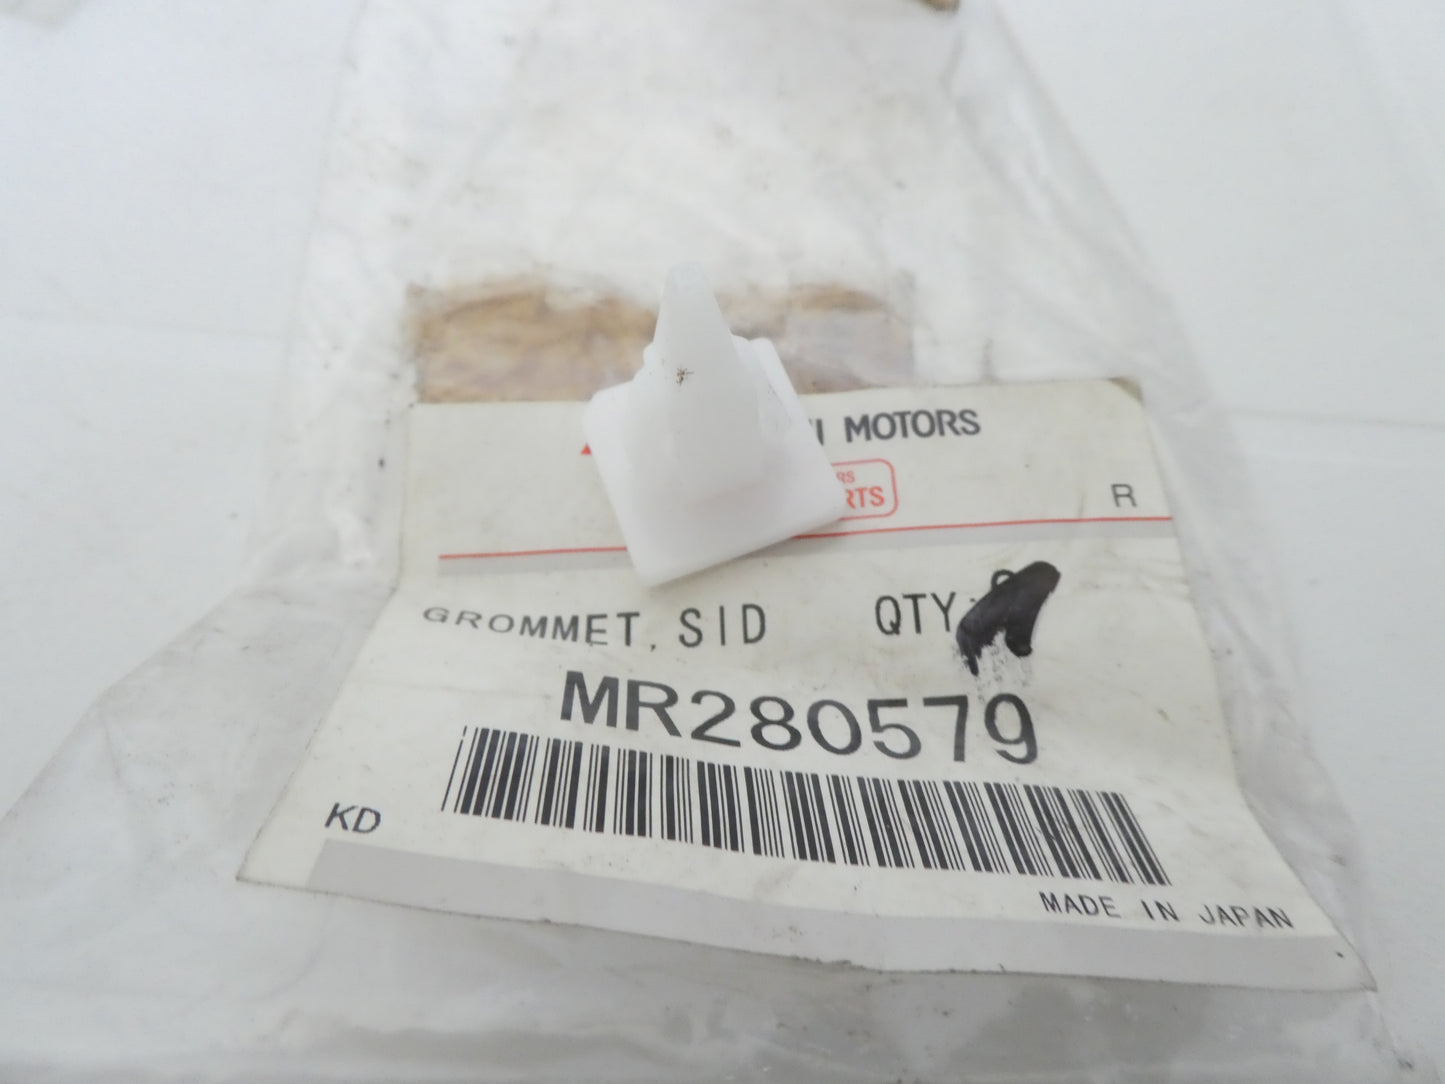 MOTORS
R
GROMMET, SID QTY
MR280579
KD
MADE IN JAPAN